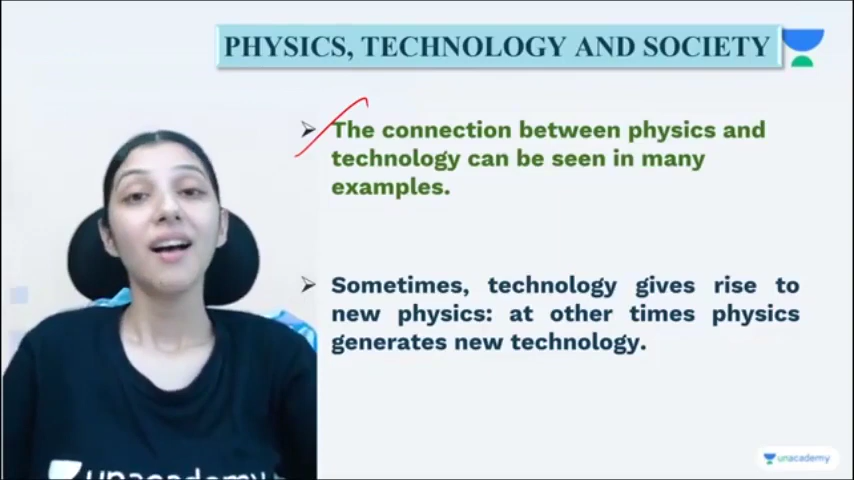 PHYSICS, TECHNOLOGY AND SOCIETY
The connection between physics and
technology can be seen in many
examples.
Sometimes, technology gives rise to
new physics: at other times physics
generates new technology.
unacademy
unacademy